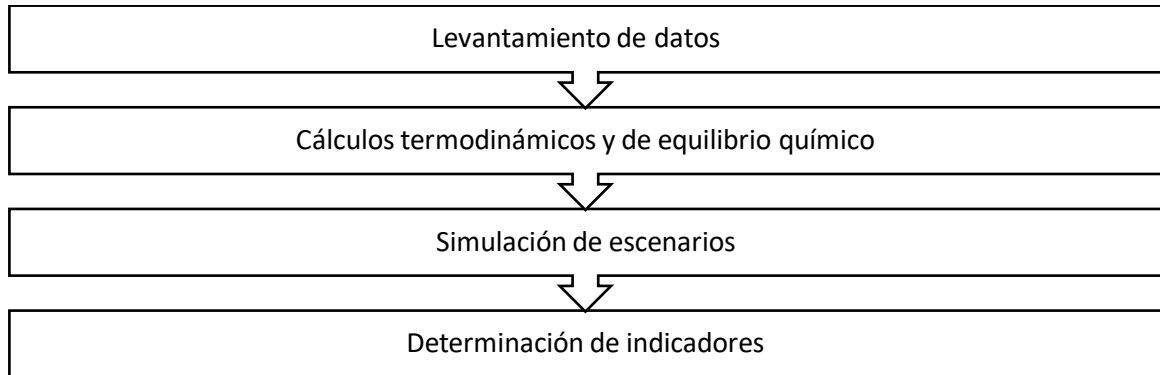 Levantamiento de datos
Cálculos termodinámicos y de equilibrio químico
Simulación de escenarios
Determinación de indicadores